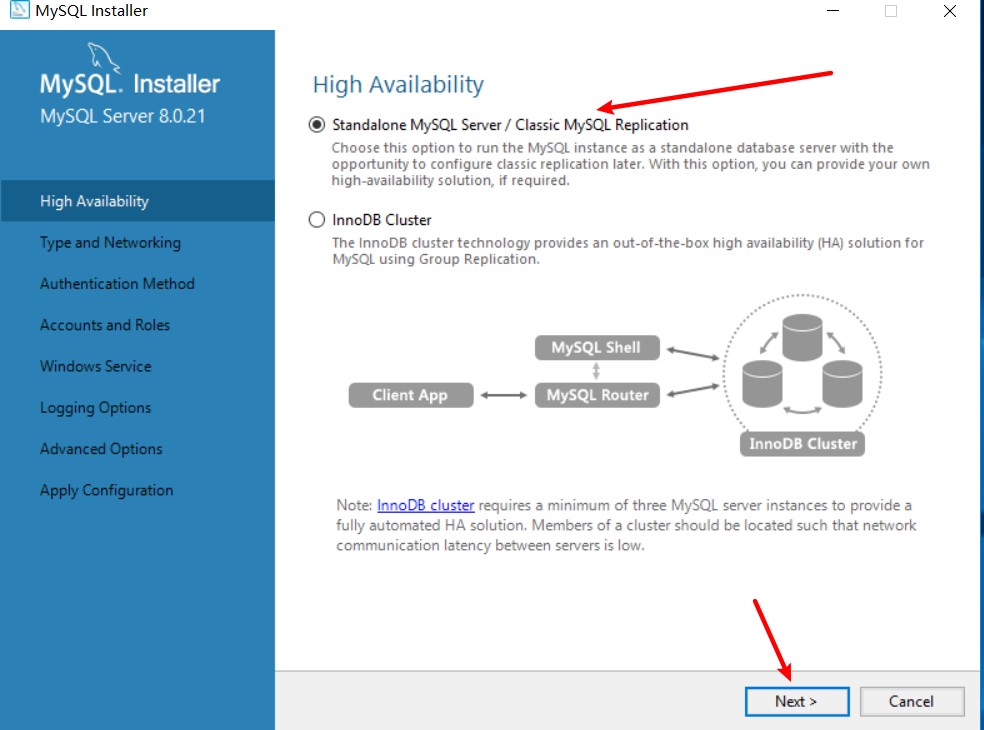 MySQL Installer
MySQL. Installer
MySQL Server 8.0.21
High Availability
Type and Networking
Authentication Method
Accounts and Roles
Windows Service
Logging Options
Advanced Options
Apply Configuration
High Availability
Standalone MySQL Server / Classic MySQL Replication
Choose this option to run the MySQL instance as a standalone database server with the
opportunity to configure classic replication later. With this option, you can provide your own
high-availability solution, if required.
InnoDB Cluster
The InnoDB cluster technology provides an out-of-the-box high availability (HA) solution for
MySQL using Group Replication.
MySQL Shell
Client App
MySQL Router
InnoDB Cluster
Note: InnoDB cluster requires a minimum of three MySQL server instances to provide a
fully automated HA solution. Members of a cluster should be located such that network
communication latency between servers is low.
Next >
Cancel